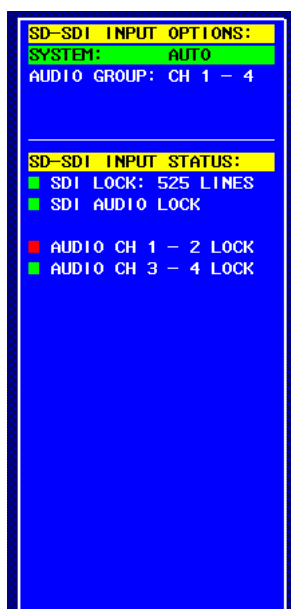 SD-SDI INPUT OPTIONS:
SYSTEM: AUTO
AUDIO GROUP: CH 1 – 4
SD-SDI INPUT STATUS:
SDI LOCK: 525 LINES
SDI AUDIO LOCK
AUDIO CH 1 – 2 LOCK
AUDIO CH 3 – 4 LOCK